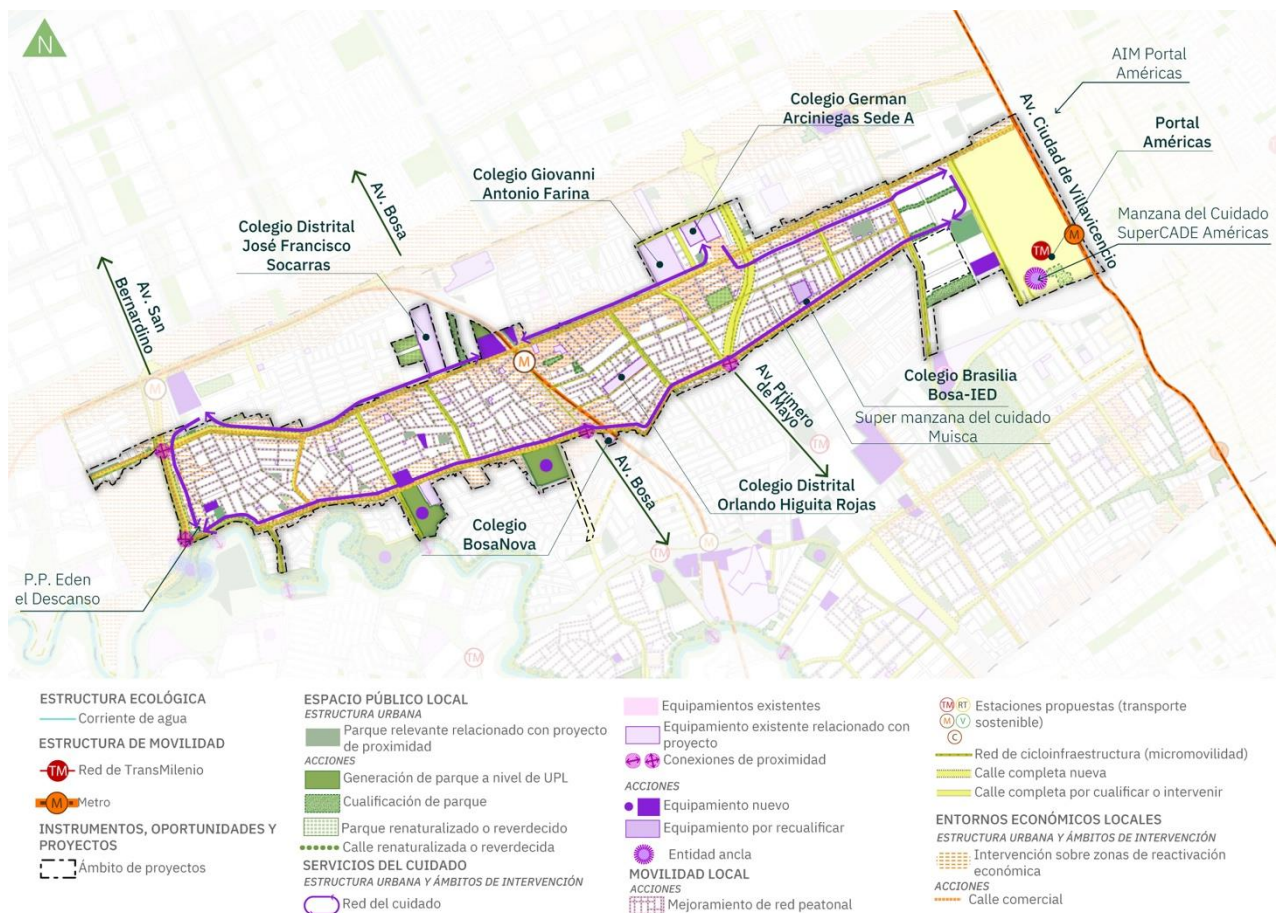 N
AIM Portal
Américas
Av. Ciudad de Villavicencio
Portal
Américas
Manzana del Cuidado
SuperCADE Américas
Colegio German
Arciniegas Sede A
Colegio Giovanni
Antonio Farina
Av. Bosa
Colegio Distrital
José Francisco
Socarras
Av. San
Bernardino
M
TM
M
M
Colegio Brasilia
Bosa-IED
Super manzana del cuidado
Muisca
Av. Primero
de Mayo
TM
Av. Bosa
Colegio Distrital
Orlando Higuita Rojas
Colegio
BosaNova
P.P. Eden
el Descanso
TM
M
TM
ESTRUCTURA ECOLÓGICA
Corriente de agua
ESTRUCTURA DE MOVILIDAD
TM Red de TransMilenio
M Metro
INSTRUMENTOS, OPORTUNIDADES Y
PROYECTOS
Ámbito de proyectos
ESPACIO PÚBLICO LOCAL
ESTRUCTURA URBANA
Parque relevante relacionado con proyecto
de proximidad
ACCIONES
Generación de parque a nivel de UPL
Cualificación de parque
Parque renaturalizado o reverdecido
Calle renaturalizada o reverdecida
SERVICIOS DEL CUIDADO
ESTRUCTURA URBANA Y ÁMBITOS DE INTERVENCIÓN
Red del cuidado
Equipamientos existentes
Equipamiento existente relacionado con
proyecto
Conexiones de proximidad
ACCIONES
Equipamiento nuevo
Equipamiento por recualificar
Entidad ancla
MOVILIDAD LOCAL
ACCIONES
Mejoramiento de red peatonal
TM RT Estaciones propuestas (transporte
M V sostenible)
C
Red de cicloinfraestructura (micromovilidad)
Calle completa nueva
Calle completa por cualificar o intervenir
ENTORNOS ECONÓMICOS LOCALES
ESTRUCTURA URBANA Y ÁMBITOS DE INTERVENCIÓN
Intervención sobre zonas de reactivación
económica
ACCIONES
Calle comercial